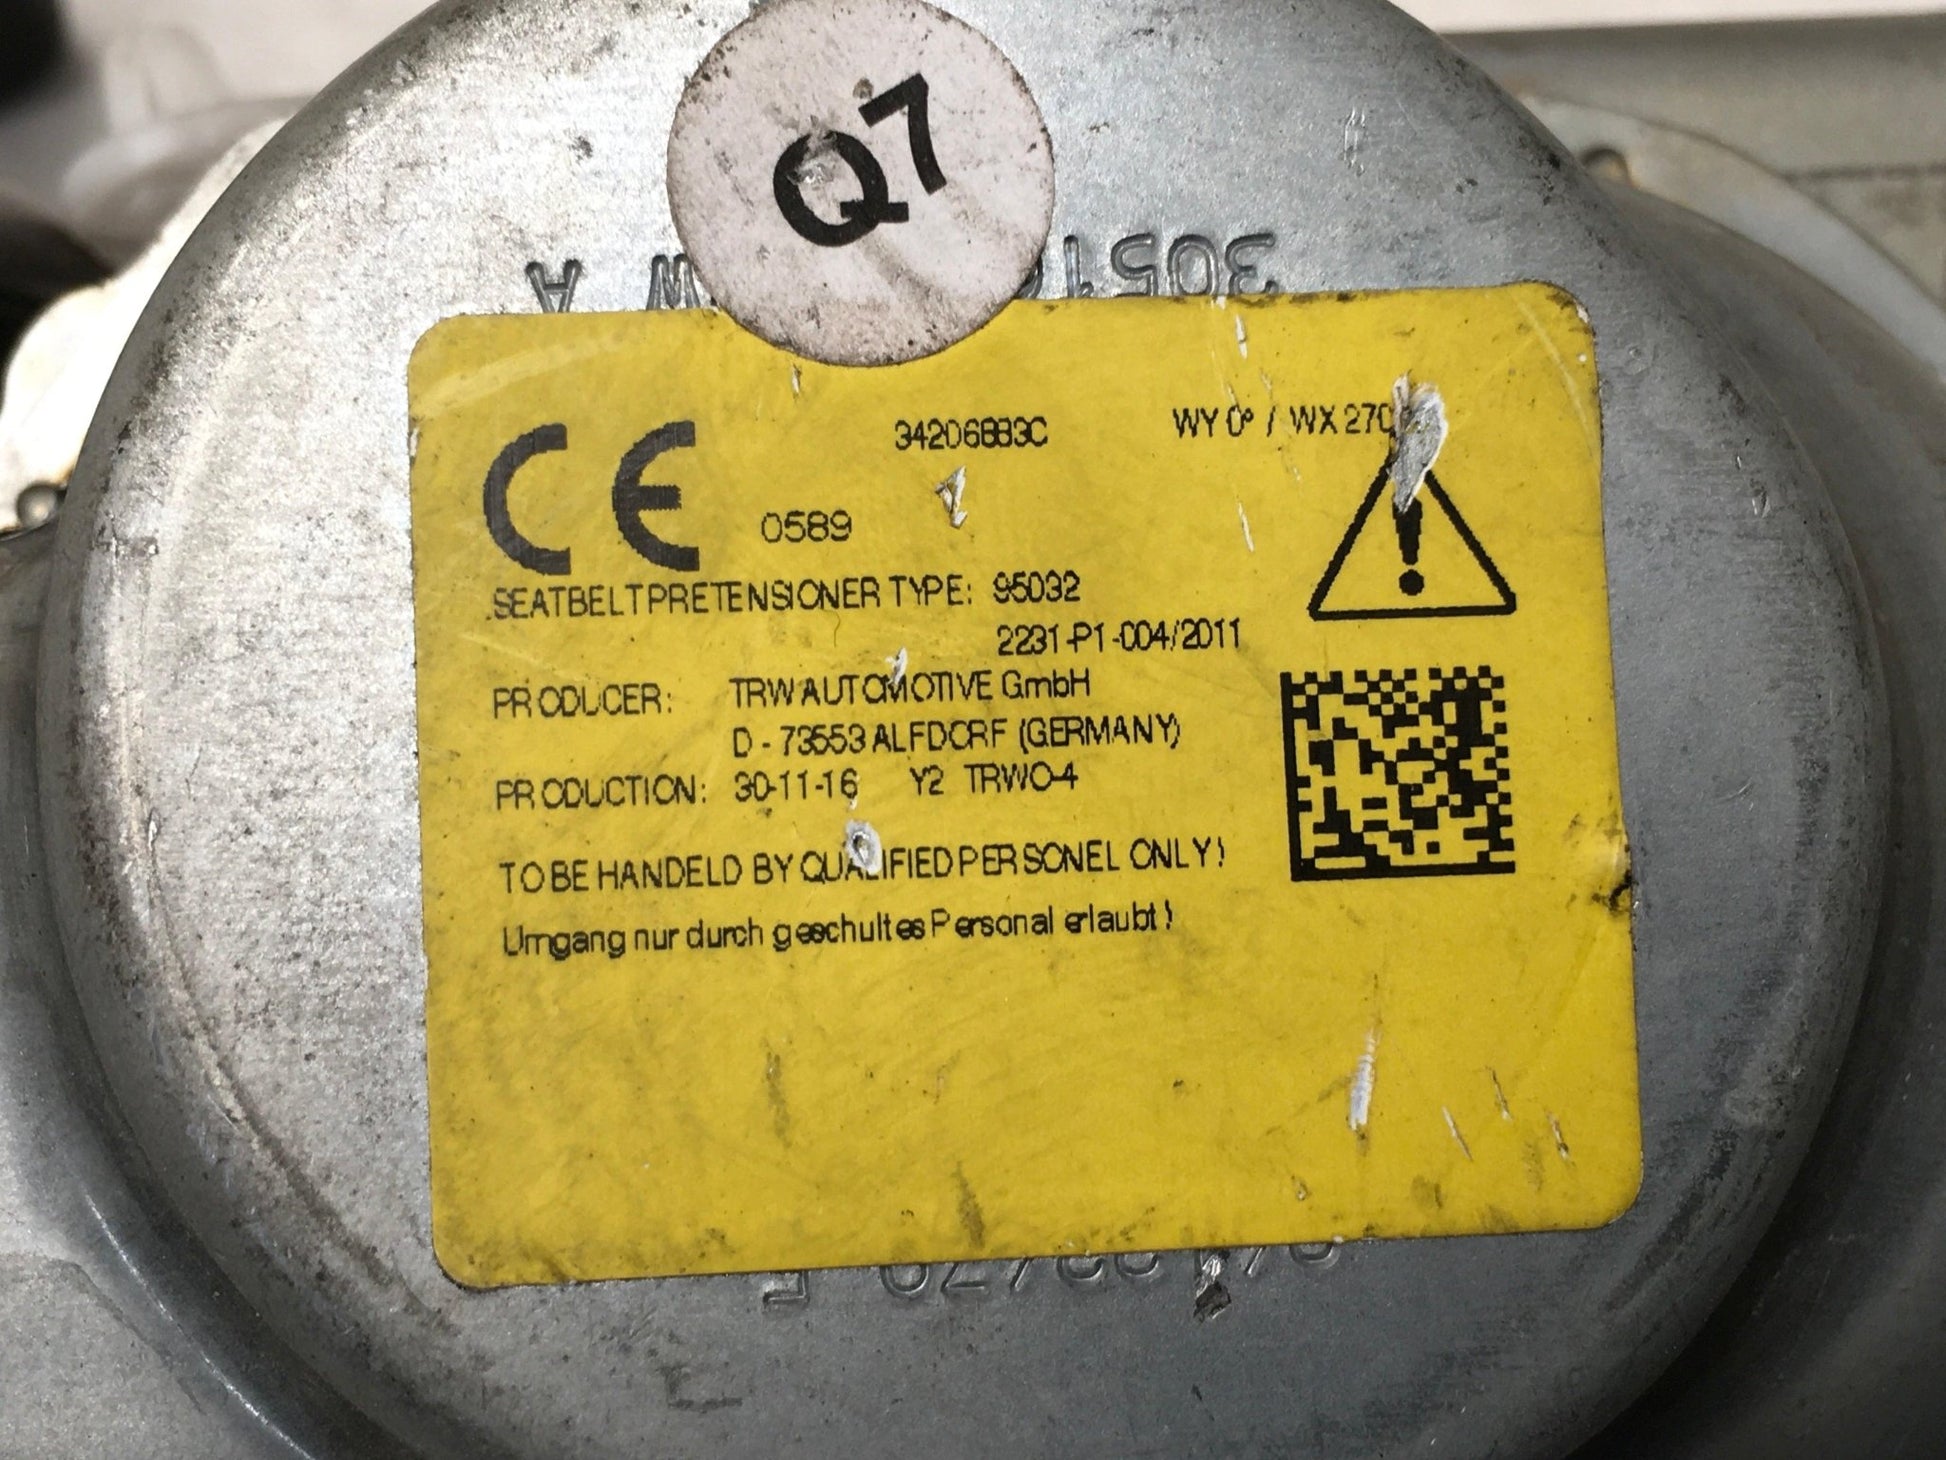 Q7
A
CE 0589
34206883C
WY 0° / WX 270
SEATBELT PRETENSIONER TYPE: 95032
2231-P1-004/2011
PRODUCER: TRW AUTOMOTIVE GmbH
D - 73553 ALFDORF (GERMANY)
PRODUCTION: 30-11-16 Y2 TRWO-4
TO BE HANDELD BY QUALIFIED PERSONEL ONLY!
Umgang nur durch geschultes Personal erlaubt!